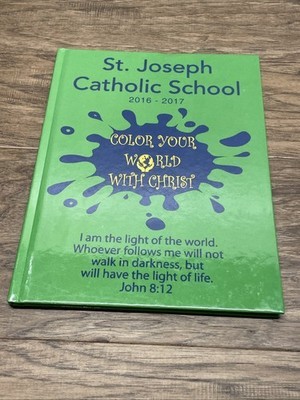 St. Joseph
Catholic School
2016 - 2017
COLOR YOUR
WORLD
WITH CHRIST
I am the light of the world.
Whoever follows me will not
walk in darkness, but
will have the light of life.
John 8:12